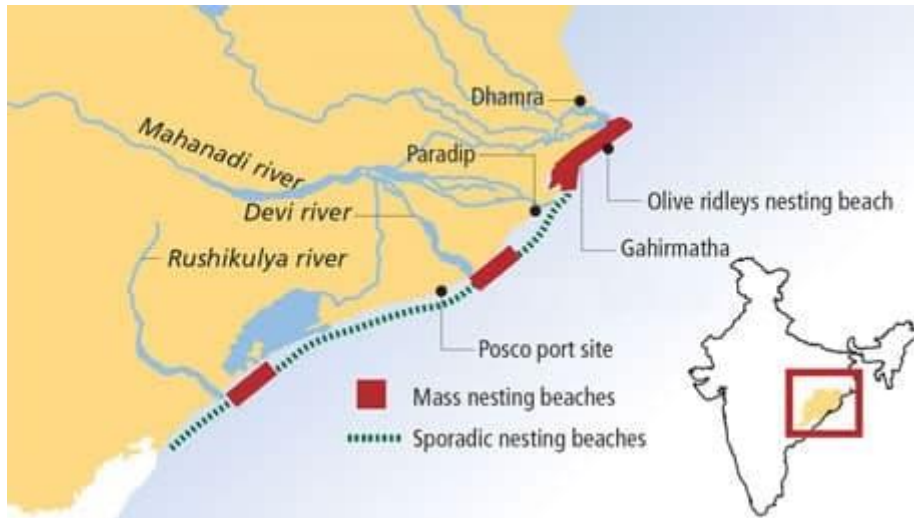 Dhamra
Mahanadi river
Paradip
Olive ridleys nesting beach
Devi river
Gahirmatha
Rushikulya river
Posco port site
Mass nesting beaches
Sporadic nesting beaches